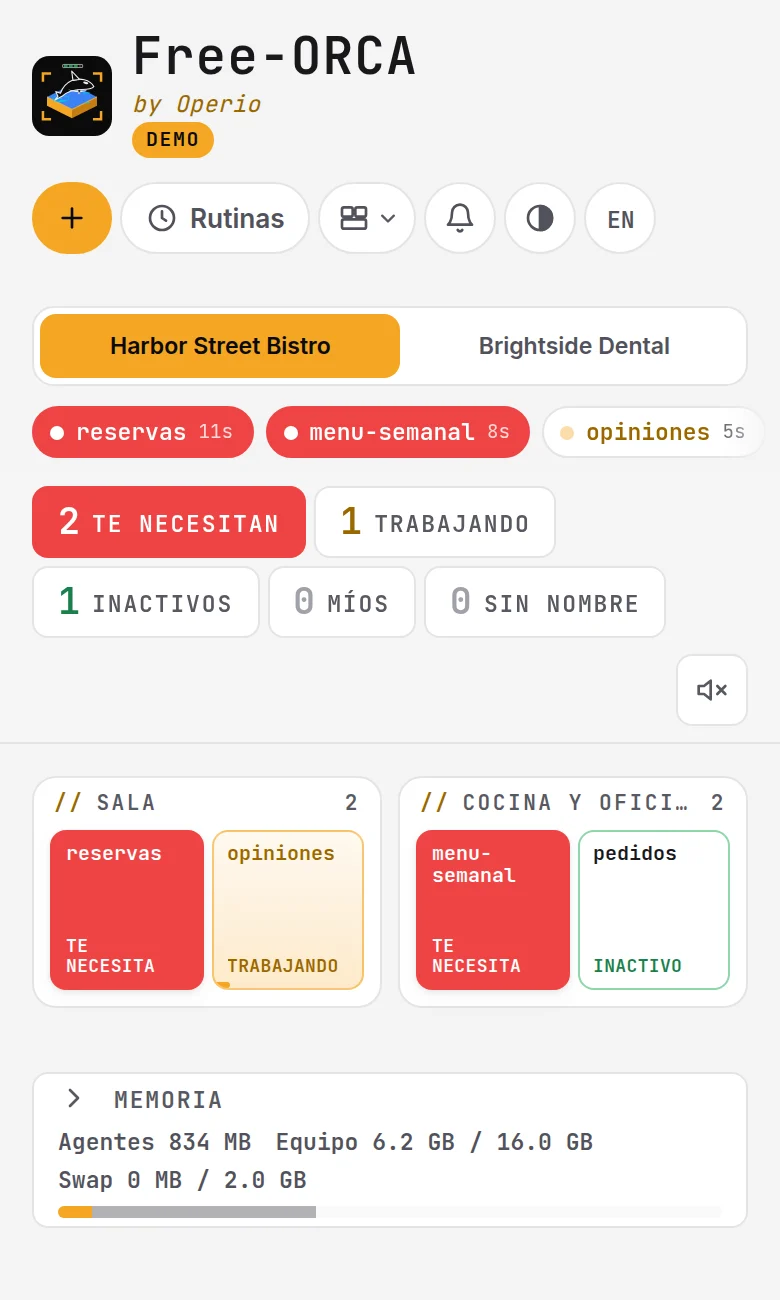 Free-ORCA
by Operio
DEMO
Rutinas
EN
Harbor Street Bistro
Brightside Dental
reservas 11s
menu-semanal 8s
opiniones 5s
2 TE NECESITAN
1 TRABAJANDO
1 INACTIVOS
0 MÍOS
0 SIN NOMBRE
// SALA 2
reservas
TE
NECESITA
opiniones
TRABAJANDO
// COCINA Y OFICI… 2
menu-
semanal
TE
NECESITA
pedidos
INACTIVO
MEMORIA
Agentes 834 MB Equipo 6.2 GB / 16.0 GB
Swap 0 MB / 2.0 GB